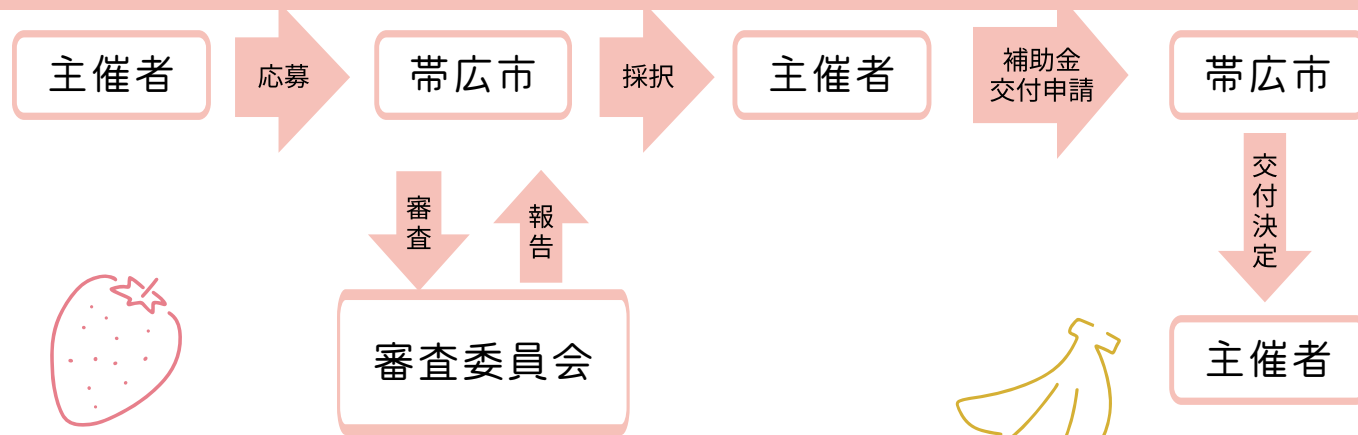 主催者
応募
帯広市
採択
主催者
補助金
交付申請
帯広市
審査
報告
交付決定
審査委員会
主催者